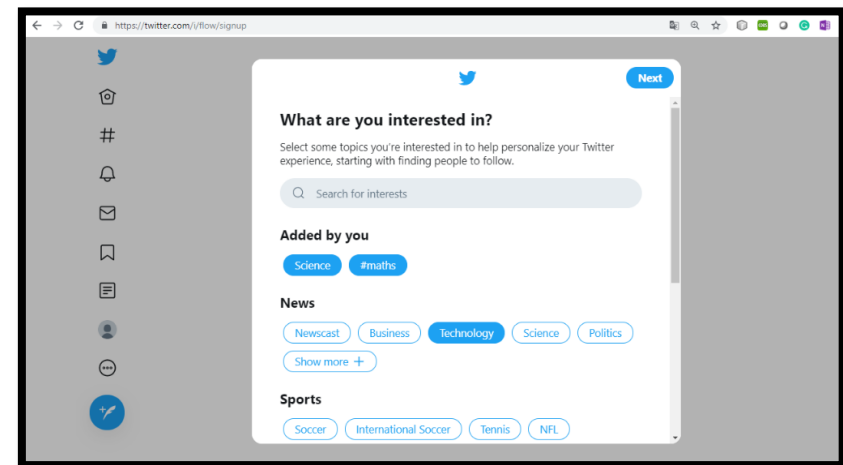 https://twitter.com/i/flow/signup
Next
What are you interested in?
Select some topics you're interested in to help personalize your Twitter
experience, starting with finding people to follow.
Search for interests
Added by you
Science #maths
News
Newscast Business Technology Science Politics
Show more +
Sports
Soccer International Soccer Tennis NFL